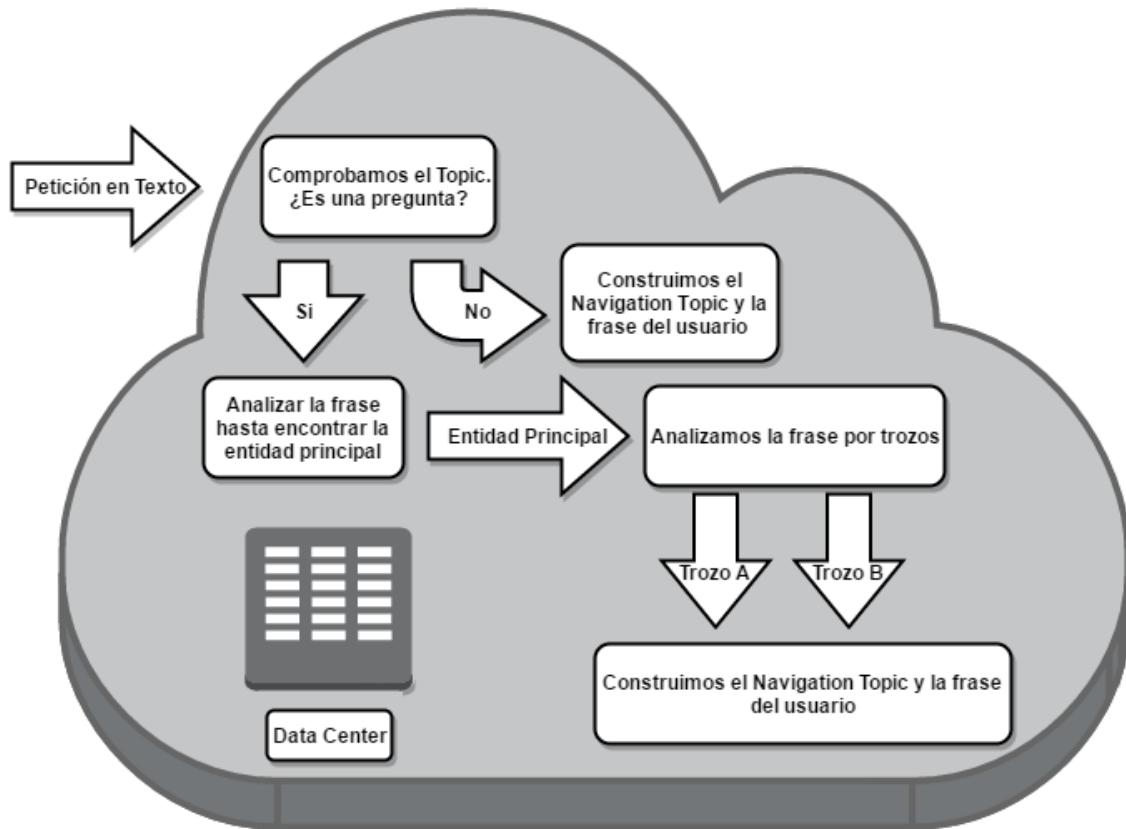 Petición en Texto
Comprobamos el Topic.
¿Es una pregunta?
Si
No
Construimos el
Navigation Topic y la
frase del usuario
Analizar la frase
hasta encontrar la
entidad principal
Entidad Principal
Analizamos la frase por trozos
Trozo A
Trozo B
Construimos el Navigation Topic y la frase
del usuario
Data Center